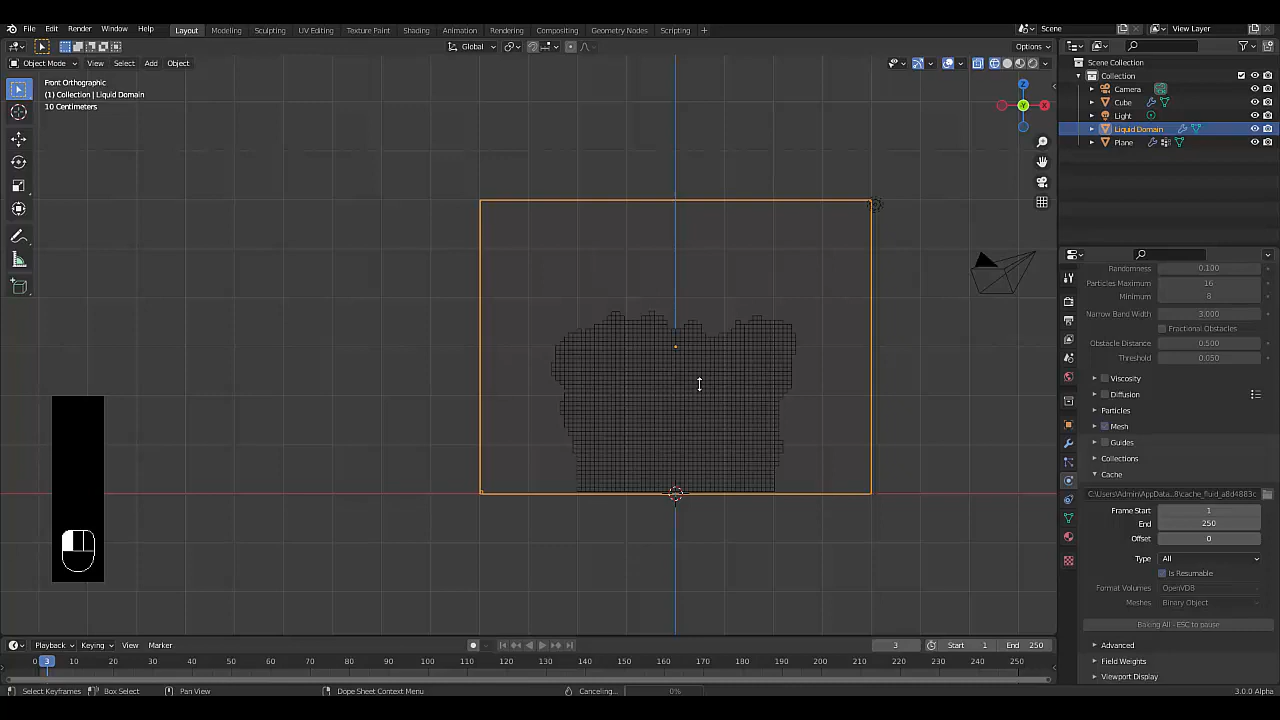 File Edit Render Window Help Layout Modeling Sculpting UV Editing Texture Paint Shading Animation Rendering Compositing Geometry Nodes Scripting + Scene View Layer
Global Options
Object Mode View Select Add Object
Front Orthographic
(1) Collection | Liquid Domain
10 Centimeters
Scene Collection
Collection
Camera
Cube
Light
Liquid Domain
Plane
Z
Y
X
Randomness 0.100
Particles Maximum 16
Minimum 8
Narrow Band Width 3.000
Fractional Obstacles
Obstacle Distance 0.500
Threshold 0.050
Viscosity
Diffusion
Particles
Mesh
Guides
Collections
Cache
C:\Users\Admin\AppData...8\cache_fluid_a8d4883c
Frame Start 1
End 250
Offset 0
Type All
Is Resumable
Format Volumes OpenVDB
Meshes Binary Object
Baking All - ESC to pause
Advanced
Field Weights
Viewport Display
Playback Keying View Marker 3 Start 1 End 250
0 3 10 20 30 40 50 60 70 80 90 100 110 120 130 140 150 160 170 180 190 200 210 220 230 240 250
Select Keyframes Box Select Pan View Dope Sheet Context Menu Canceling... 0% 3.0.0 Alpha